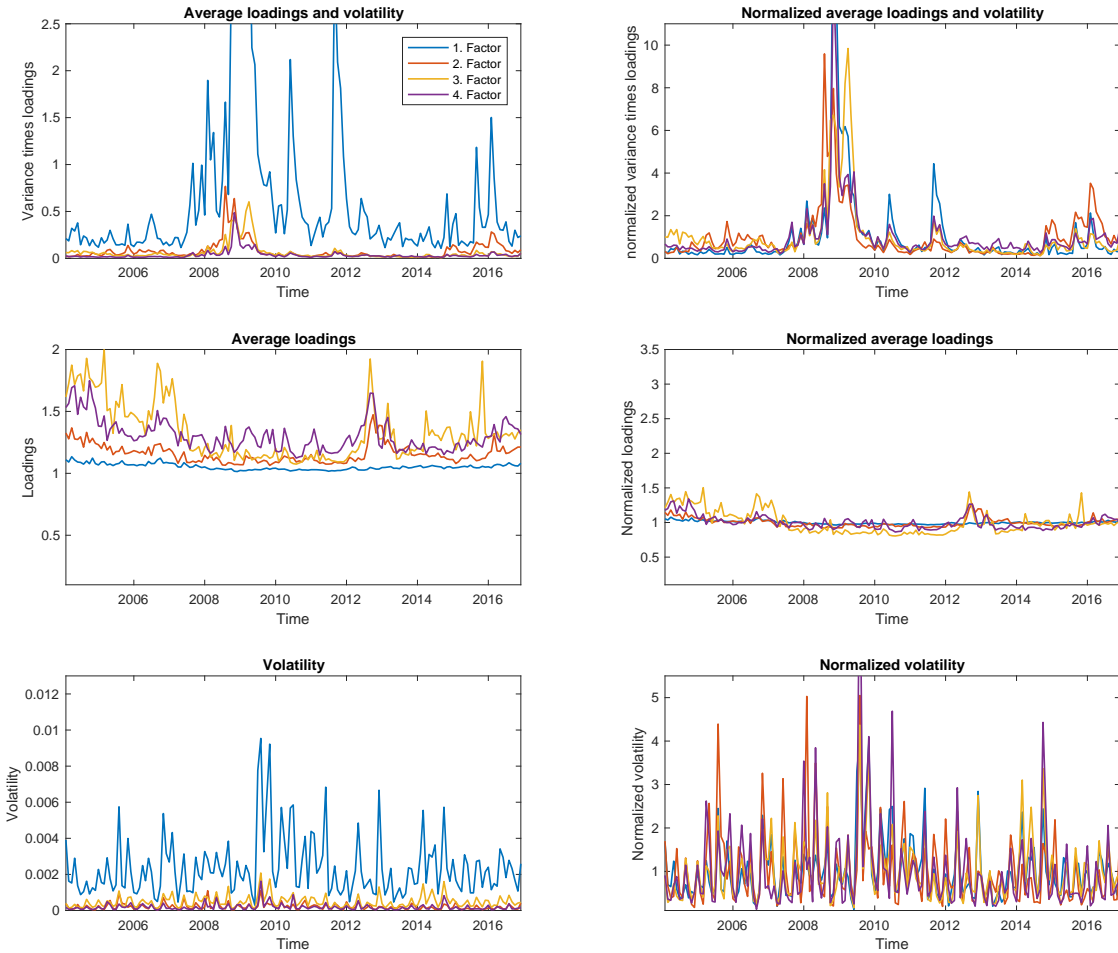 Average loadings and volatility
Variance times loadings
2.5
2
1.5
1
0.5
0
1. Factor
2. Factor
3. Factor
4. Factor
2006 2008 2010 2012 2014 2016
Time
Normalized average loadings and volatility
normalized variance times loadings
10
8
6
4
2
0
2006 2008 2010 2012 2014 2016
Time
Average loadings
Loadings
2
1.5
1
0.5
2006 2008 2010 2012 2014 2016
Time
Normalized average loadings
Normalized loadings
3.5
3
2.5
2
1.5
1
0.5
2006 2008 2010 2012 2014 2016
Time
Volatility
Volatility
0.012
0.01
0.008
0.006
0.004
0.002
0
2006 2008 2010 2012 2014 2016
Time
Normalized volatility
Normalized volatility
5
4
3
2
1
2006 2008 2010 2012 2014 2016
Time